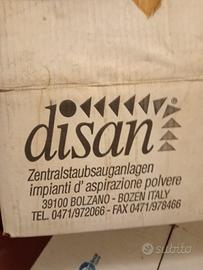 disan
Zentralstaubsauganlagen
impianti d'aspirazione polvere
39100 BOLZANO - BOZEN ITALY
TEL. 0471/972066 - FAX 0471/978466
subito